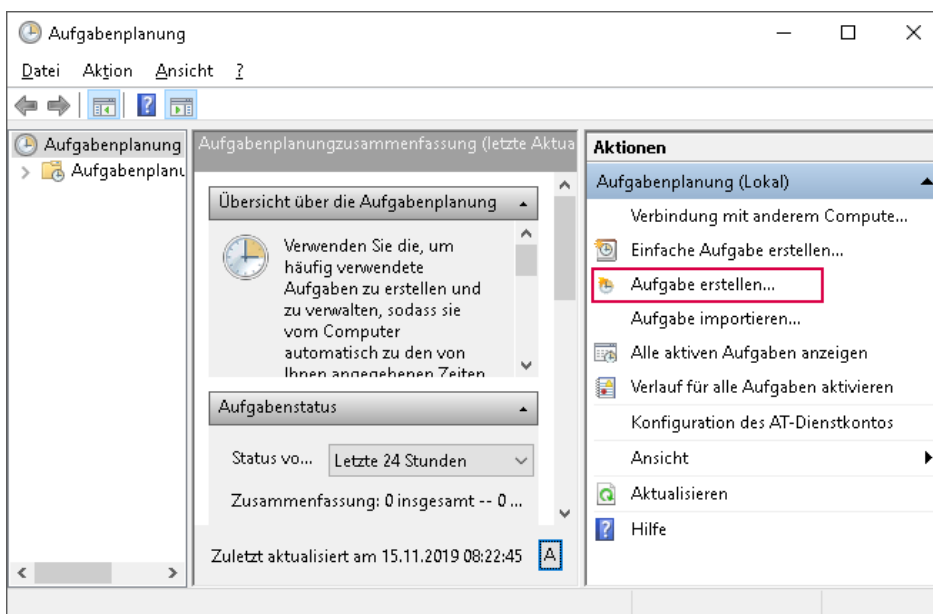 Aufgabenplanung
Datei Aktion Ansicht ?
Aufgabenplanung
Aufgabenplanu
Aufgabenplanungzusammenfassung (letzte Aktua
Übersicht über die Aufgabenplanung
Verwenden Sie die, um
häufig verwendete
Aufgaben zu erstellen und
zu verwalten, sodass sie
vom Computer
automatisch zu den von
Ihnen angegebenen Zeiten
Aufgabenstatus
Status vo... Letzte 24 Stunden
Zusammenfassung: 0 insgesamt -- 0 ...
Zuletzt aktualisiert am 15.11.2019 08:22:45 A
Aktionen
Aufgabenplanung (Lokal)
Verbindung mit anderem Compute...
Einfache Aufgabe erstellen...
Aufgabe erstellen...
Aufgabe importieren...
Alle aktiven Aufgaben anzeigen
Verlauf für alle Aufgaben aktivieren
Konfiguration des AT-Dienstkontos
Ansicht
Aktualisieren
Hilfe